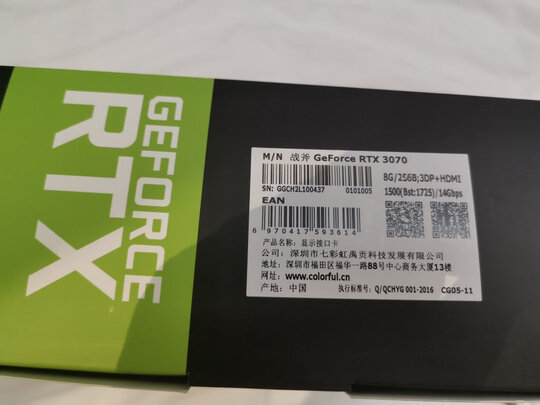 GEFORCE
RTX
M/N 战斧 GeForce RTX 3070
8G/256B;3DP+HDMI
SN: GGCH2L100437 0101005
1500(Bst:1725)/14Gbps
EAN
6 970417 593614
产品名称：显示接口卡
公司：深圳市七彩虹禹贡科技发展有限公司
地址：深圳市福田区福华一路88号中心商务大厦13楼
网址：www.colorful.cn
产地：中国 执行标准号：Q/QCHYG 001-2016 CG05-11